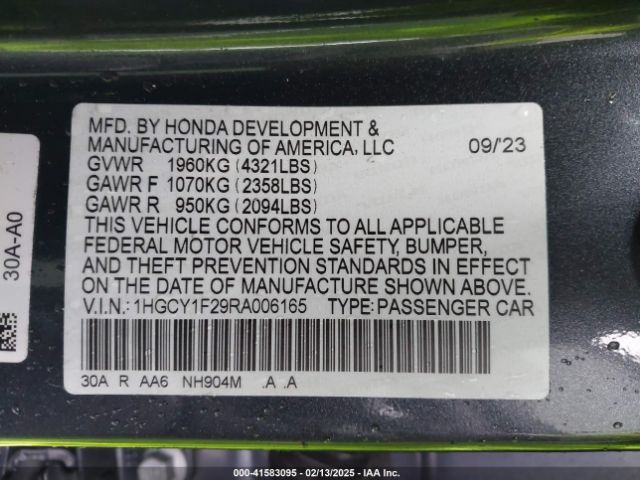 MFD. BY HONDA DEVELOPMENT &
MANUFACTURING OF AMERICA, LLC 09/'23
GVWR 1960KG (4321LBS)
GAWR F 1070KG (2358LBS)
GAWR R 950KG (2094LBS)
THIS VEHICLE CONFORMS TO ALL APPLICABLE
FEDERAL MOTOR VEHICLE SAFETY, BUMPER,
AND THEFT PREVENTION STANDARDS IN EFFECT
ON THE DATE OF MANUFACTURE SHOWN ABOVE.
V.I.N.: 1HGCY1F29RA006165 TYPE:PASSENGER CAR
30A R AA6 NH904M .A .A
30A-A0
000-41583095 - 02/13/2025 - IAA Inc.